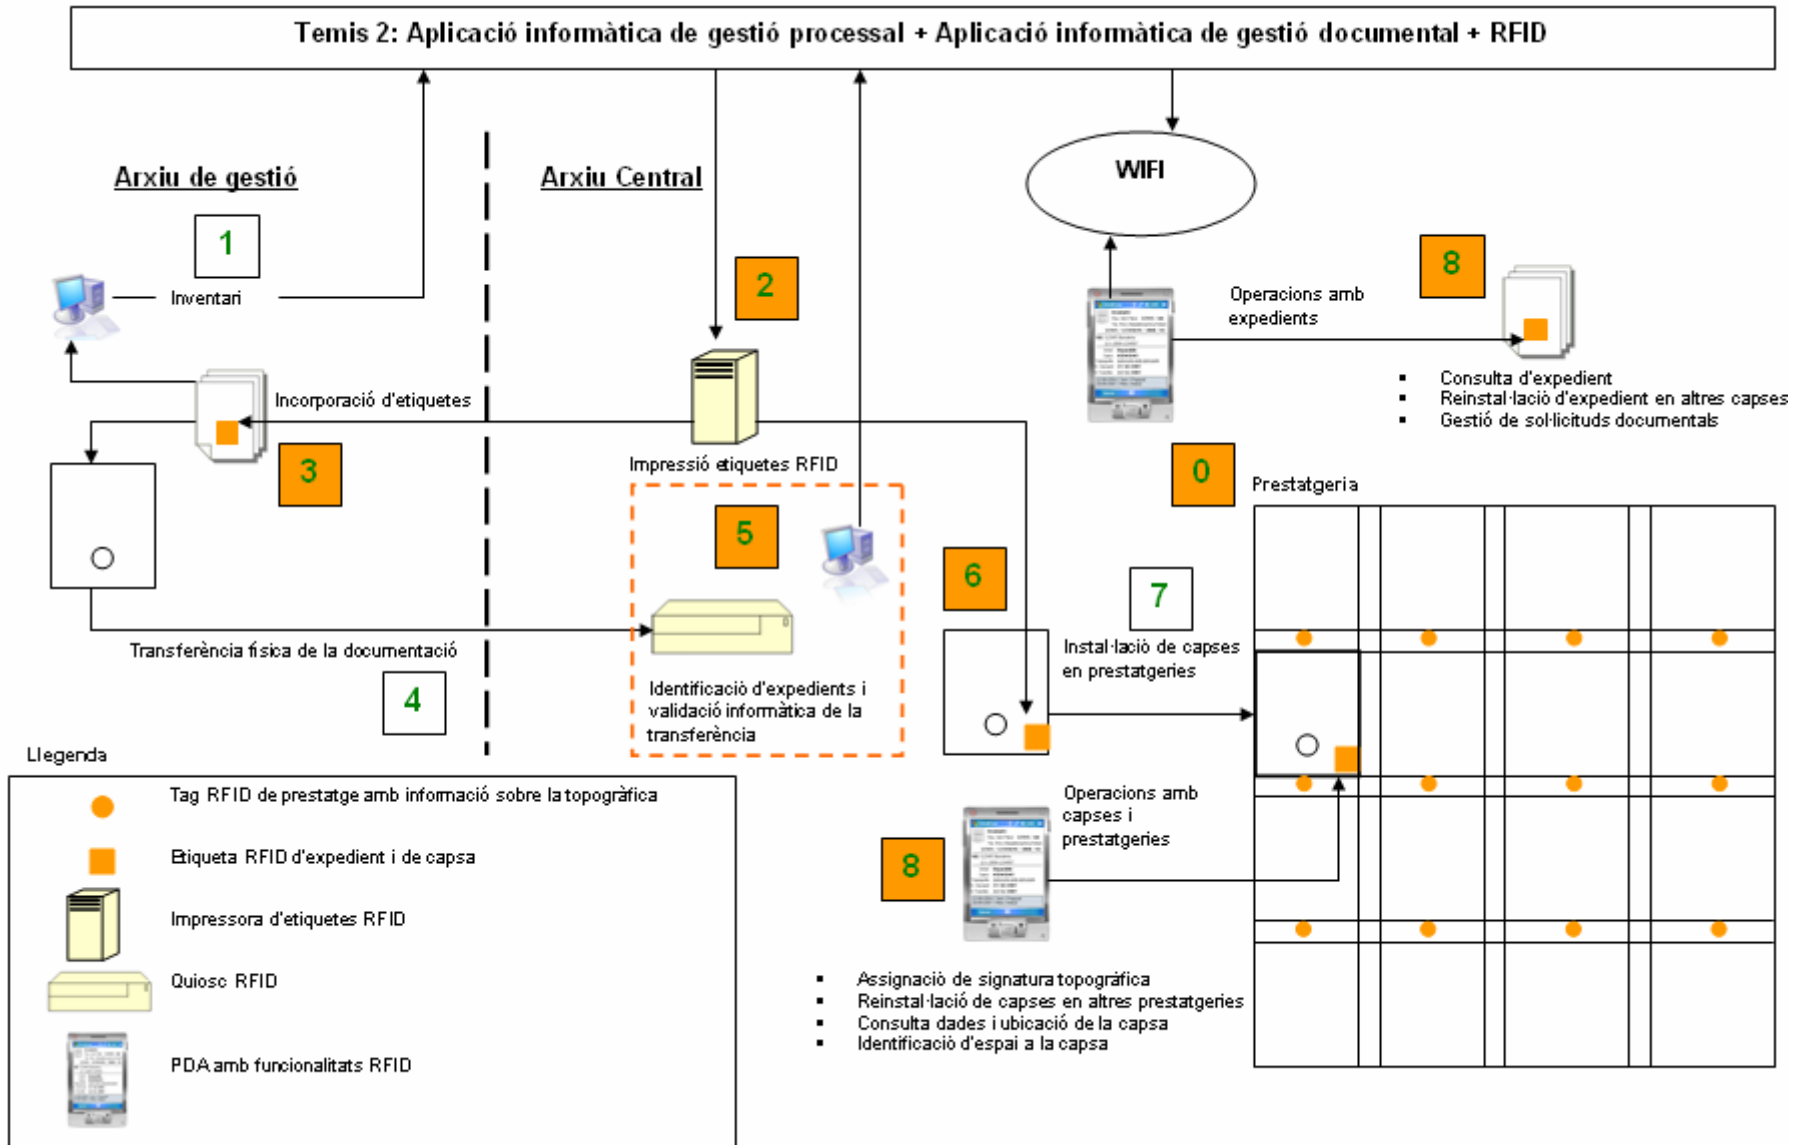 Temis 2: Aplicació informàtica de gestió processal + Aplicació informàtica de gestió documental + RFID
Arxiu de gestió
Arxiu Central
WIFI
1
Inventari
2
8
Operacions amb
expedients
Consulta d'expedient
Reinstal·lació d'expedient en altres capses
Gestió de sol·licituds documentals
Incorporació d'etiquetes
3
Impressió etiquetes RFID
0
Prestatgeria
5
6
7
Instal·lació de capses
en prestatgeries
Transferència física de la documentació
4
Identificació d'expedients i
validació informàtica de la
transferència
Operacions amb
capses i
prestatgeries
8
Assignació de signatura topogràfica
Reinstal·lació de capses en altres prestatgeries
Consulta dades i ubicació de la capsa
Identificació d'espai a la capsa
Llegenda
Tag RFID de prestatge amb informació sobre la topogràfica
Etiqueta RFID d'expedient i de capsa
Impressora d'etiquetes RFID
Quiosc RFID
PDA amb funcionalitats RFID